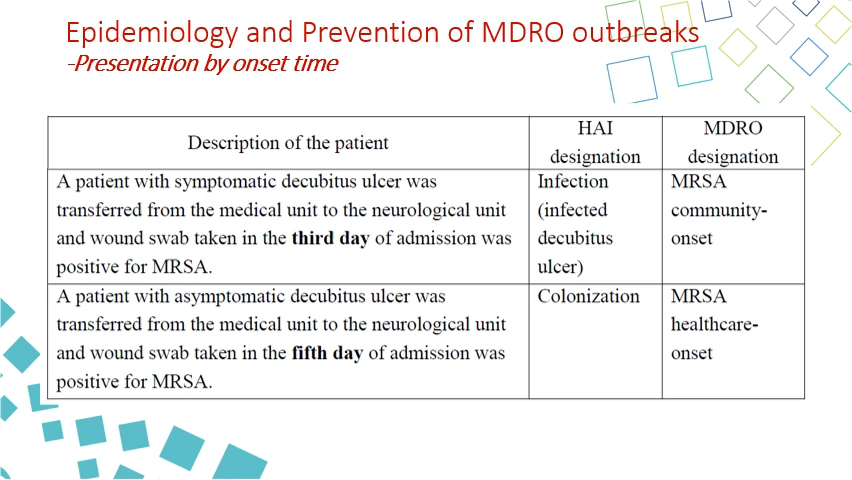 Epidemiology and Prevention of MDRO outbreaks
-Presentation by onset time
Description of the patient
HAI
designation
MDRO
designation
A patient with symptomatic decubitus ulcer was
transferred from the medical unit to the neurological unit
and wound swab taken in the third day of admission was
positive for MRSA.
Infection
(infected
decubitus
ulcer)
MRSA
community-
onset
A patient with asymptomatic decubitus ulcer was
transferred from the medical unit to the neurological unit
and wound swab taken in the fifth day of admission was
positive for MRSA.
Colonization
MRSA
healthcare-
onset